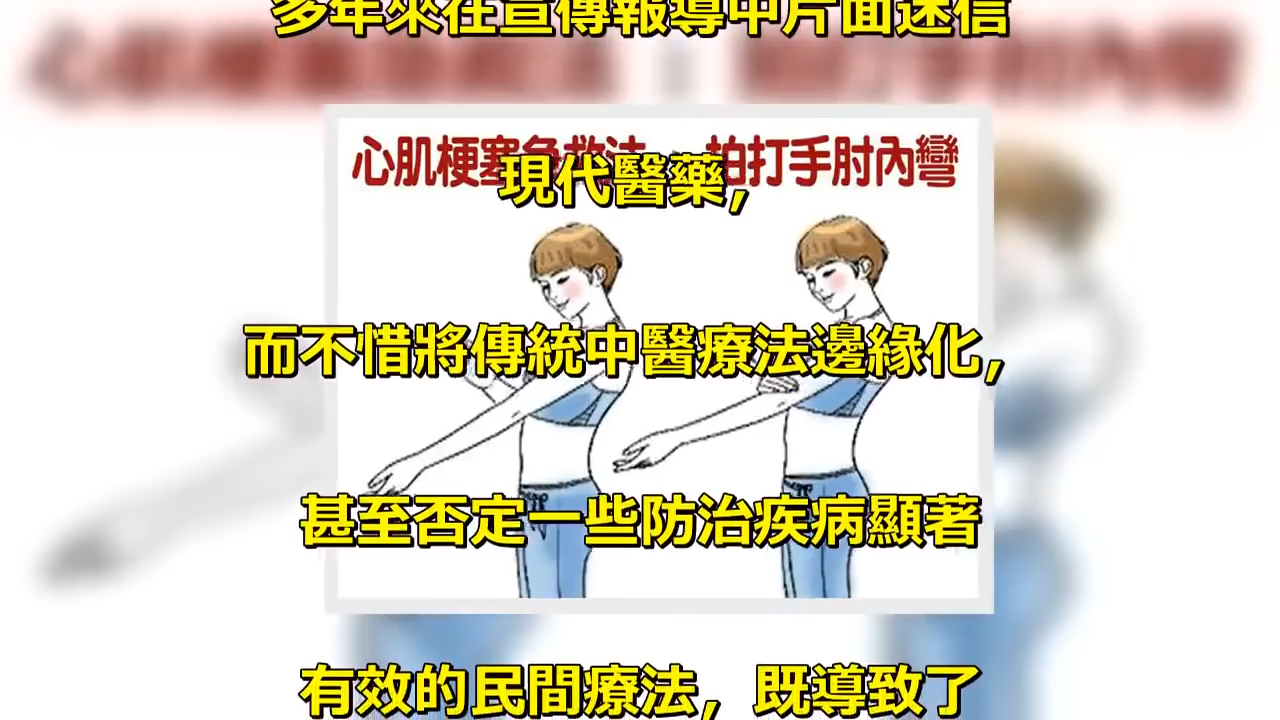 多年來在宣傳報導中片面迷信
心肌梗塞急救法：拍打手肘內彎
現代醫藥，
而不惜將傳統中醫療法邊緣化，
甚至否定一些防治疾病顯著
有效的民間療法，既導致了